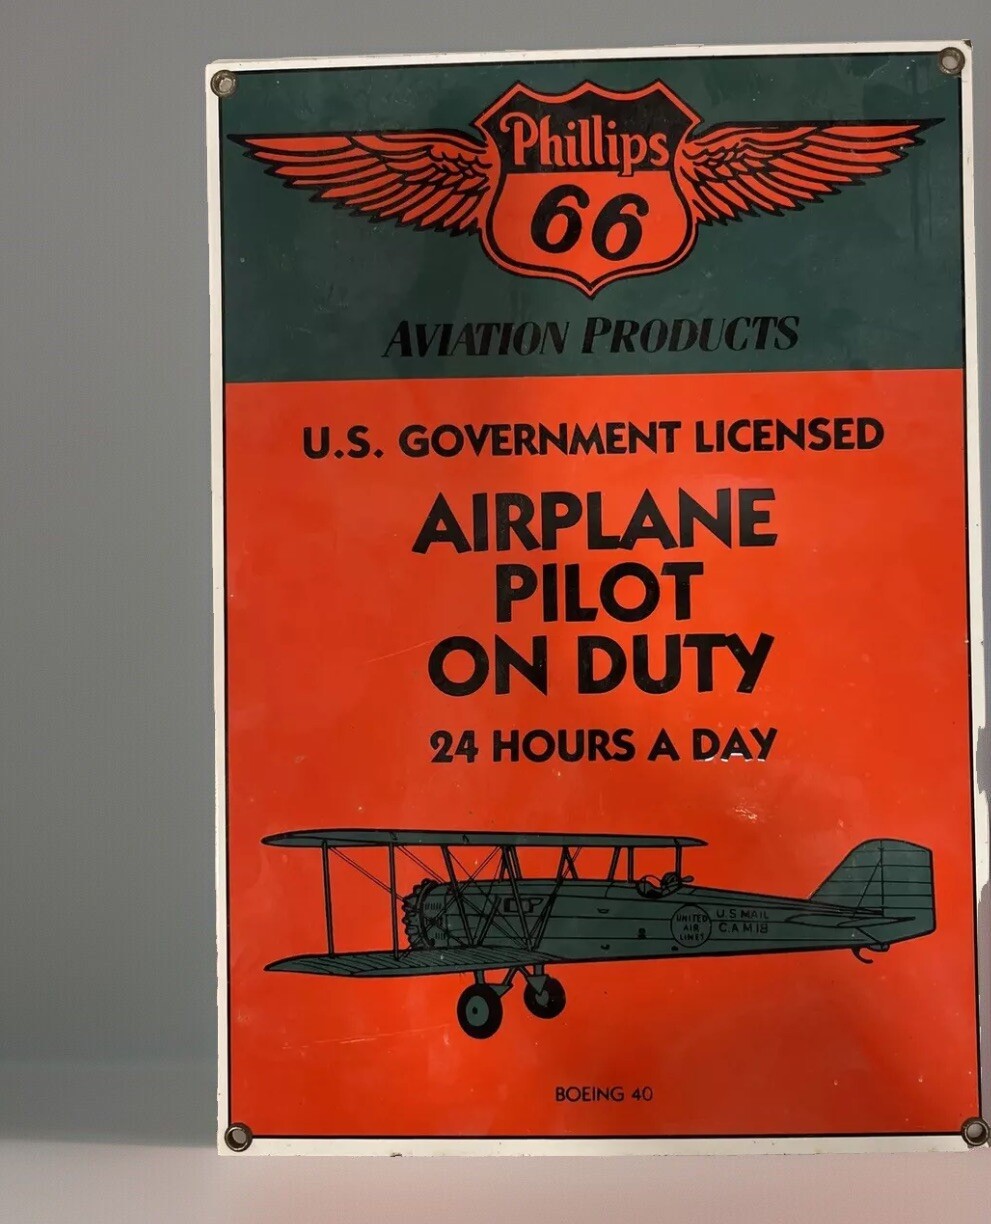 Phillips
66
AVIATION PRODUCTS
U.S. GOVERNMENT LICENSED
AIRPLANE
PILOT
ON DUTY
24 HOURS A DAY
UNITED
AIR
LINES
U S MAIL
C.A M 18
BOEING 40